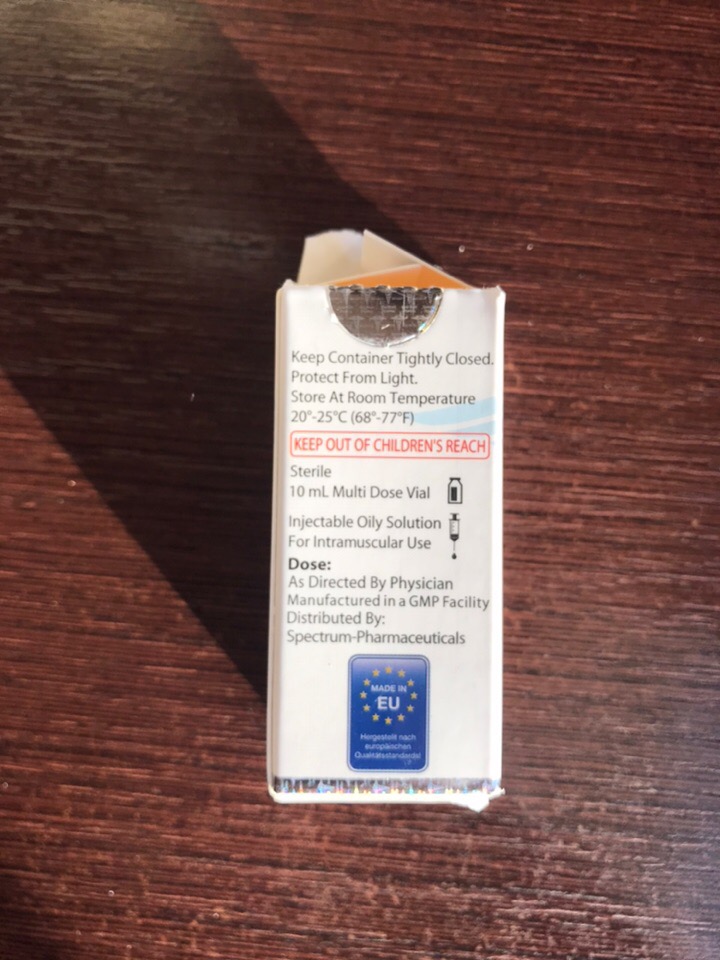 Keep Container Tightly Closed.
Protect From Light.
Store At Room Temperature
20°-25°C (68°-77°F)
KEEP OUT OF CHILDREN'S REACH
Sterile
10 mL Multi Dose Vial
Injectable Oily Solution
For Intramuscular Use
Dose:
As Directed By Physician
Manufactured in a GMP Facility
Distributed By:
Spectrum-Pharmaceuticals
MADE IN
EU
Hergestellt nach
europäischen
Qualitätsstandards!